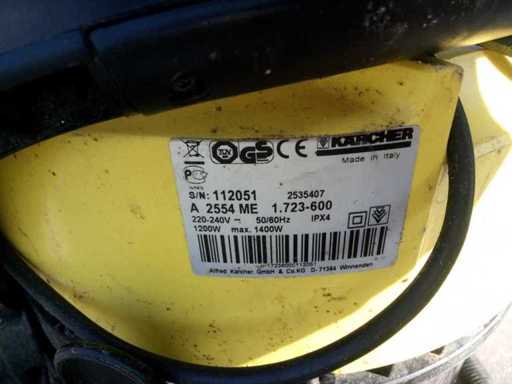 KARCHER
Made in Italy
S/N: 112051 2535407
A 2554 ME 1.723-600
220-240V ~ 50/60Hz IPX4
1200W max. 1400W
Alfred Kärcher GmbH & Co.KG D-71364 Winnenden